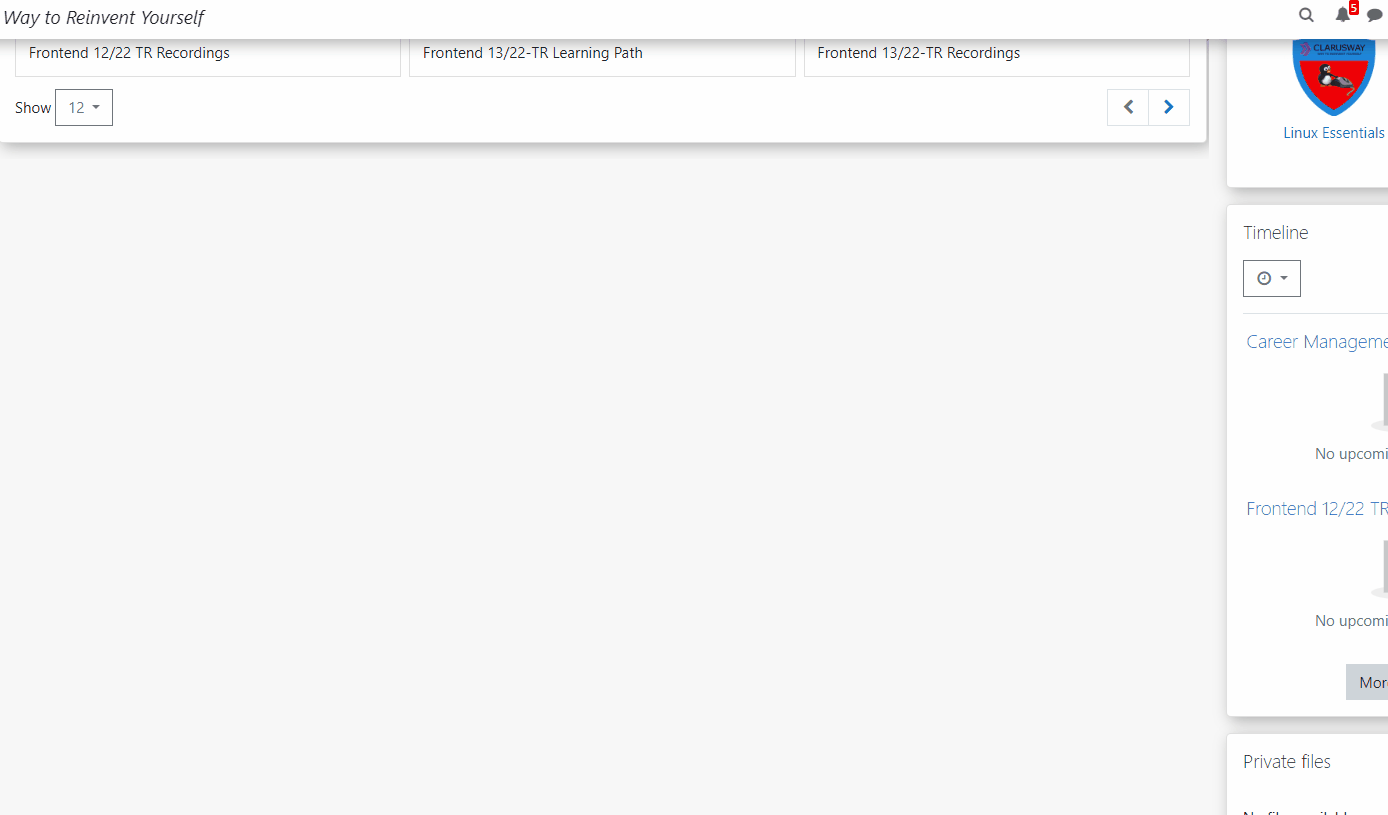 Way to Reinvent Yourself
5
Frontend 12/22 TR Recordings
Frontend 13/22-TR Learning Path
Frontend 13/22-TR Recordings
Show 12
CLARUSWAY
Linux Essentials
Timeline
Career Manageme
No upcomi
Frontend 12/22 TR
No upcomi
Mor
Private files